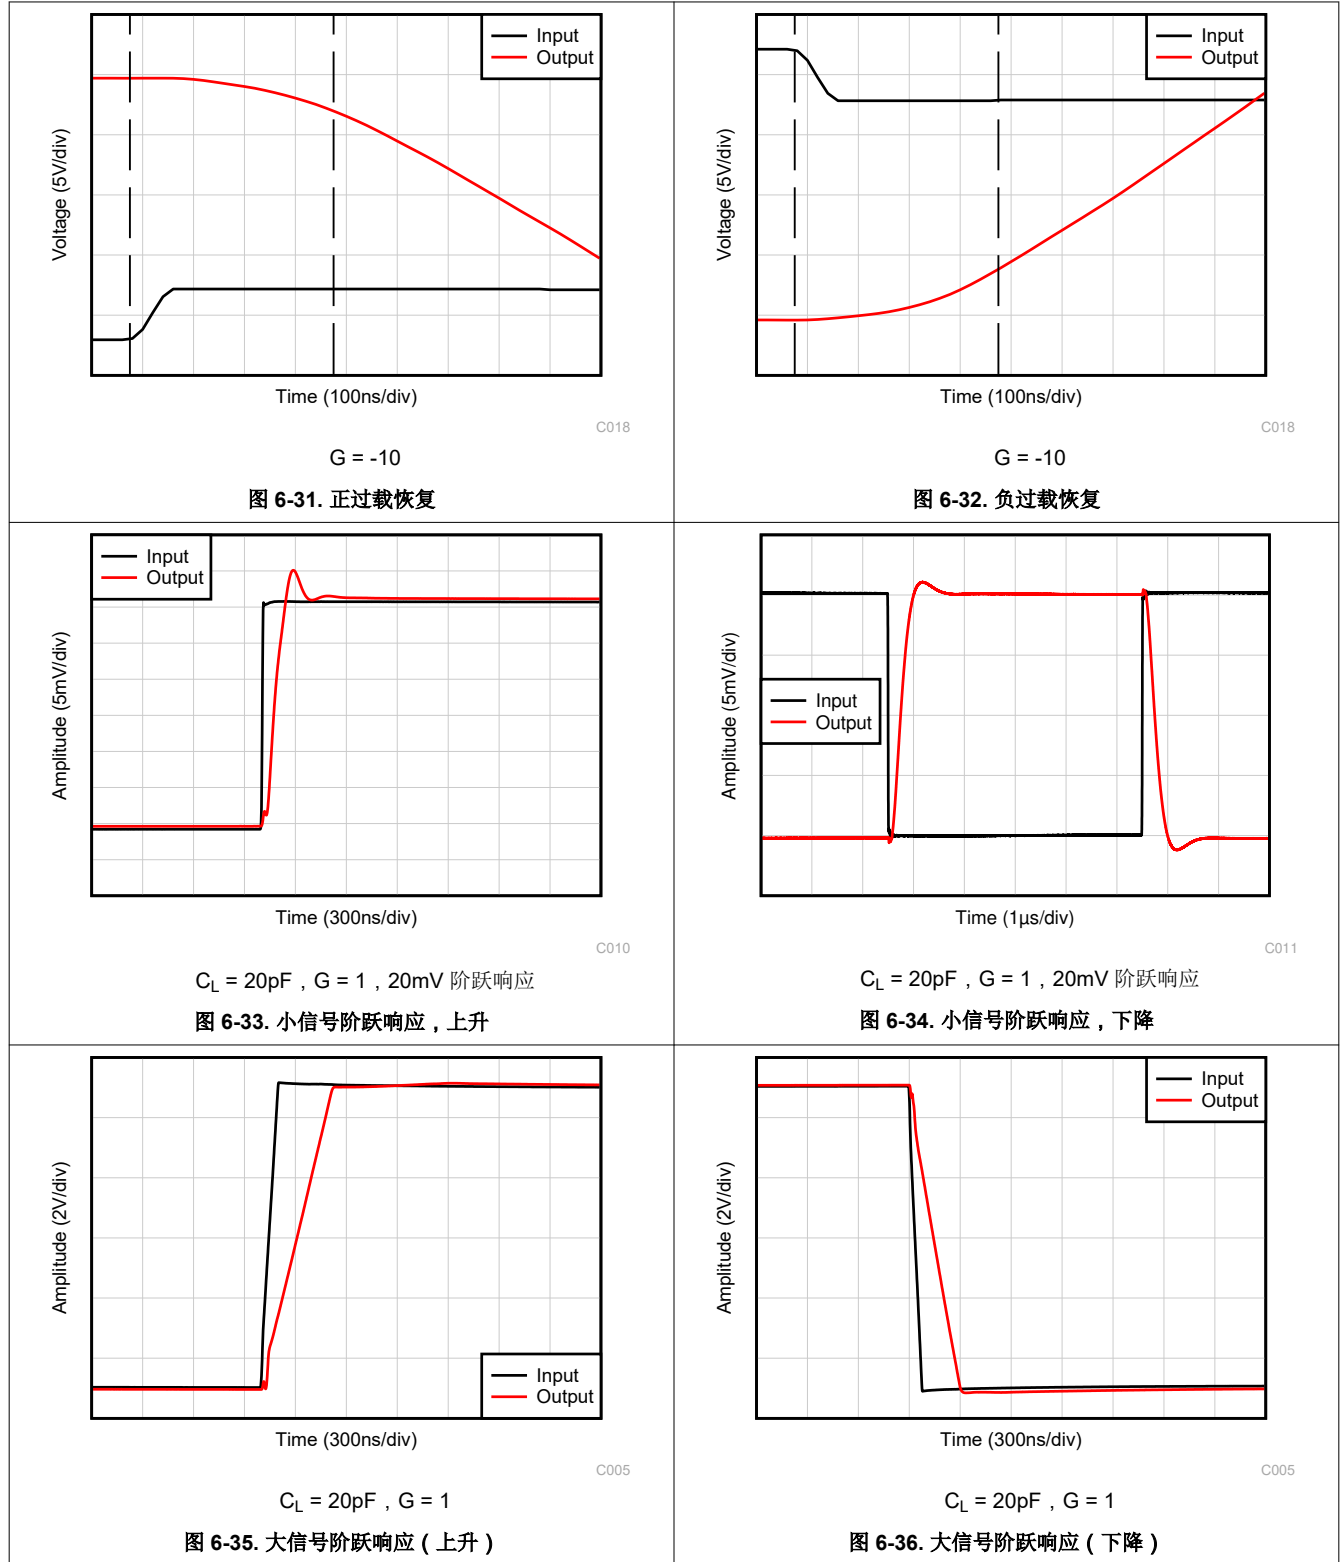 Input
Output
Voltage (5V/div)
Time (100ns/div)
C018
G = -10
图 6-31. 正过载恢复
Input
Output
Voltage (5V/div)
Time (100ns/div)
C018
G = -10
图 6-32. 负过载恢复
Input
Output
Amplitude (5mV/div)
Time (300ns/div)
C010
CL = 20pF，G = 1，20mV 阶跃响应
图 6-33. 小信号阶跃响应，上升
Input
Output
Amplitude (5mV/div)
Time (1μs/div)
C011
CL = 20pF，G = 1，20mV 阶跃响应
图 6-34. 小信号阶跃响应，下降
Input
Output
Amplitude (2V/div)
Time (300ns/div)
C005
CL = 20pF，G = 1
图 6-35. 大信号阶跃响应（上升）
Input
Output
Amplitude (2V/div)
Time (300ns/div)
C005
CL = 20pF，G = 1
图 6-36. 大信号阶跃响应（下降）